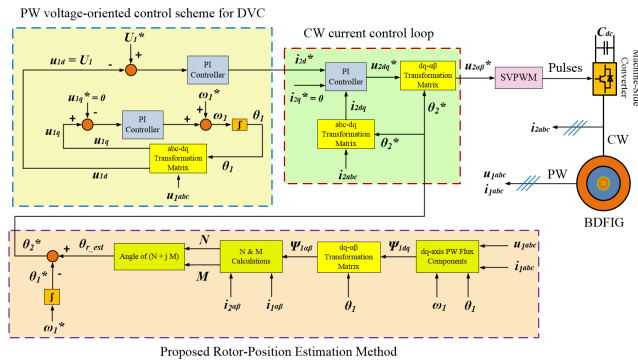 PW voltage-oriented control scheme for DVC
CW current control loop
U1*
u1d = U1
-
+
PI
Controller
u1q*= 0
u1q
+
-
PI
Controller
ω1*
+
+
ω1
∫
θ1
u1q
abc-dq
Transformation
Matrix
θ1
u1d
u1abc
i2d*
i2q* = 0
PI
Controller
u2dq*
dq-αβ
Transformation
Matrix
i2dq
θ2*
abc-dq
Transformation
Matrix
θ2*
i2abc
u2αβ*
SVPWM
Pulses
Cdc
Machine-Side
Converter
i2abc
CW
u1abc
i1abc
PW
BDFIG
θ2*
θr_est
+
-
θ1*
∫
ω1*
Angle of (N + j M)
N
M
N & M
Calculations
i2αβ
i1αβ
Ψ1αβ
dq-αβ
Transformation
Matrix
θ1
Ψ1dq
dq-axis PW Flux
Components
ω1
θ1
u1abc
i1abc
Proposed Rotor-Position Estimation Method